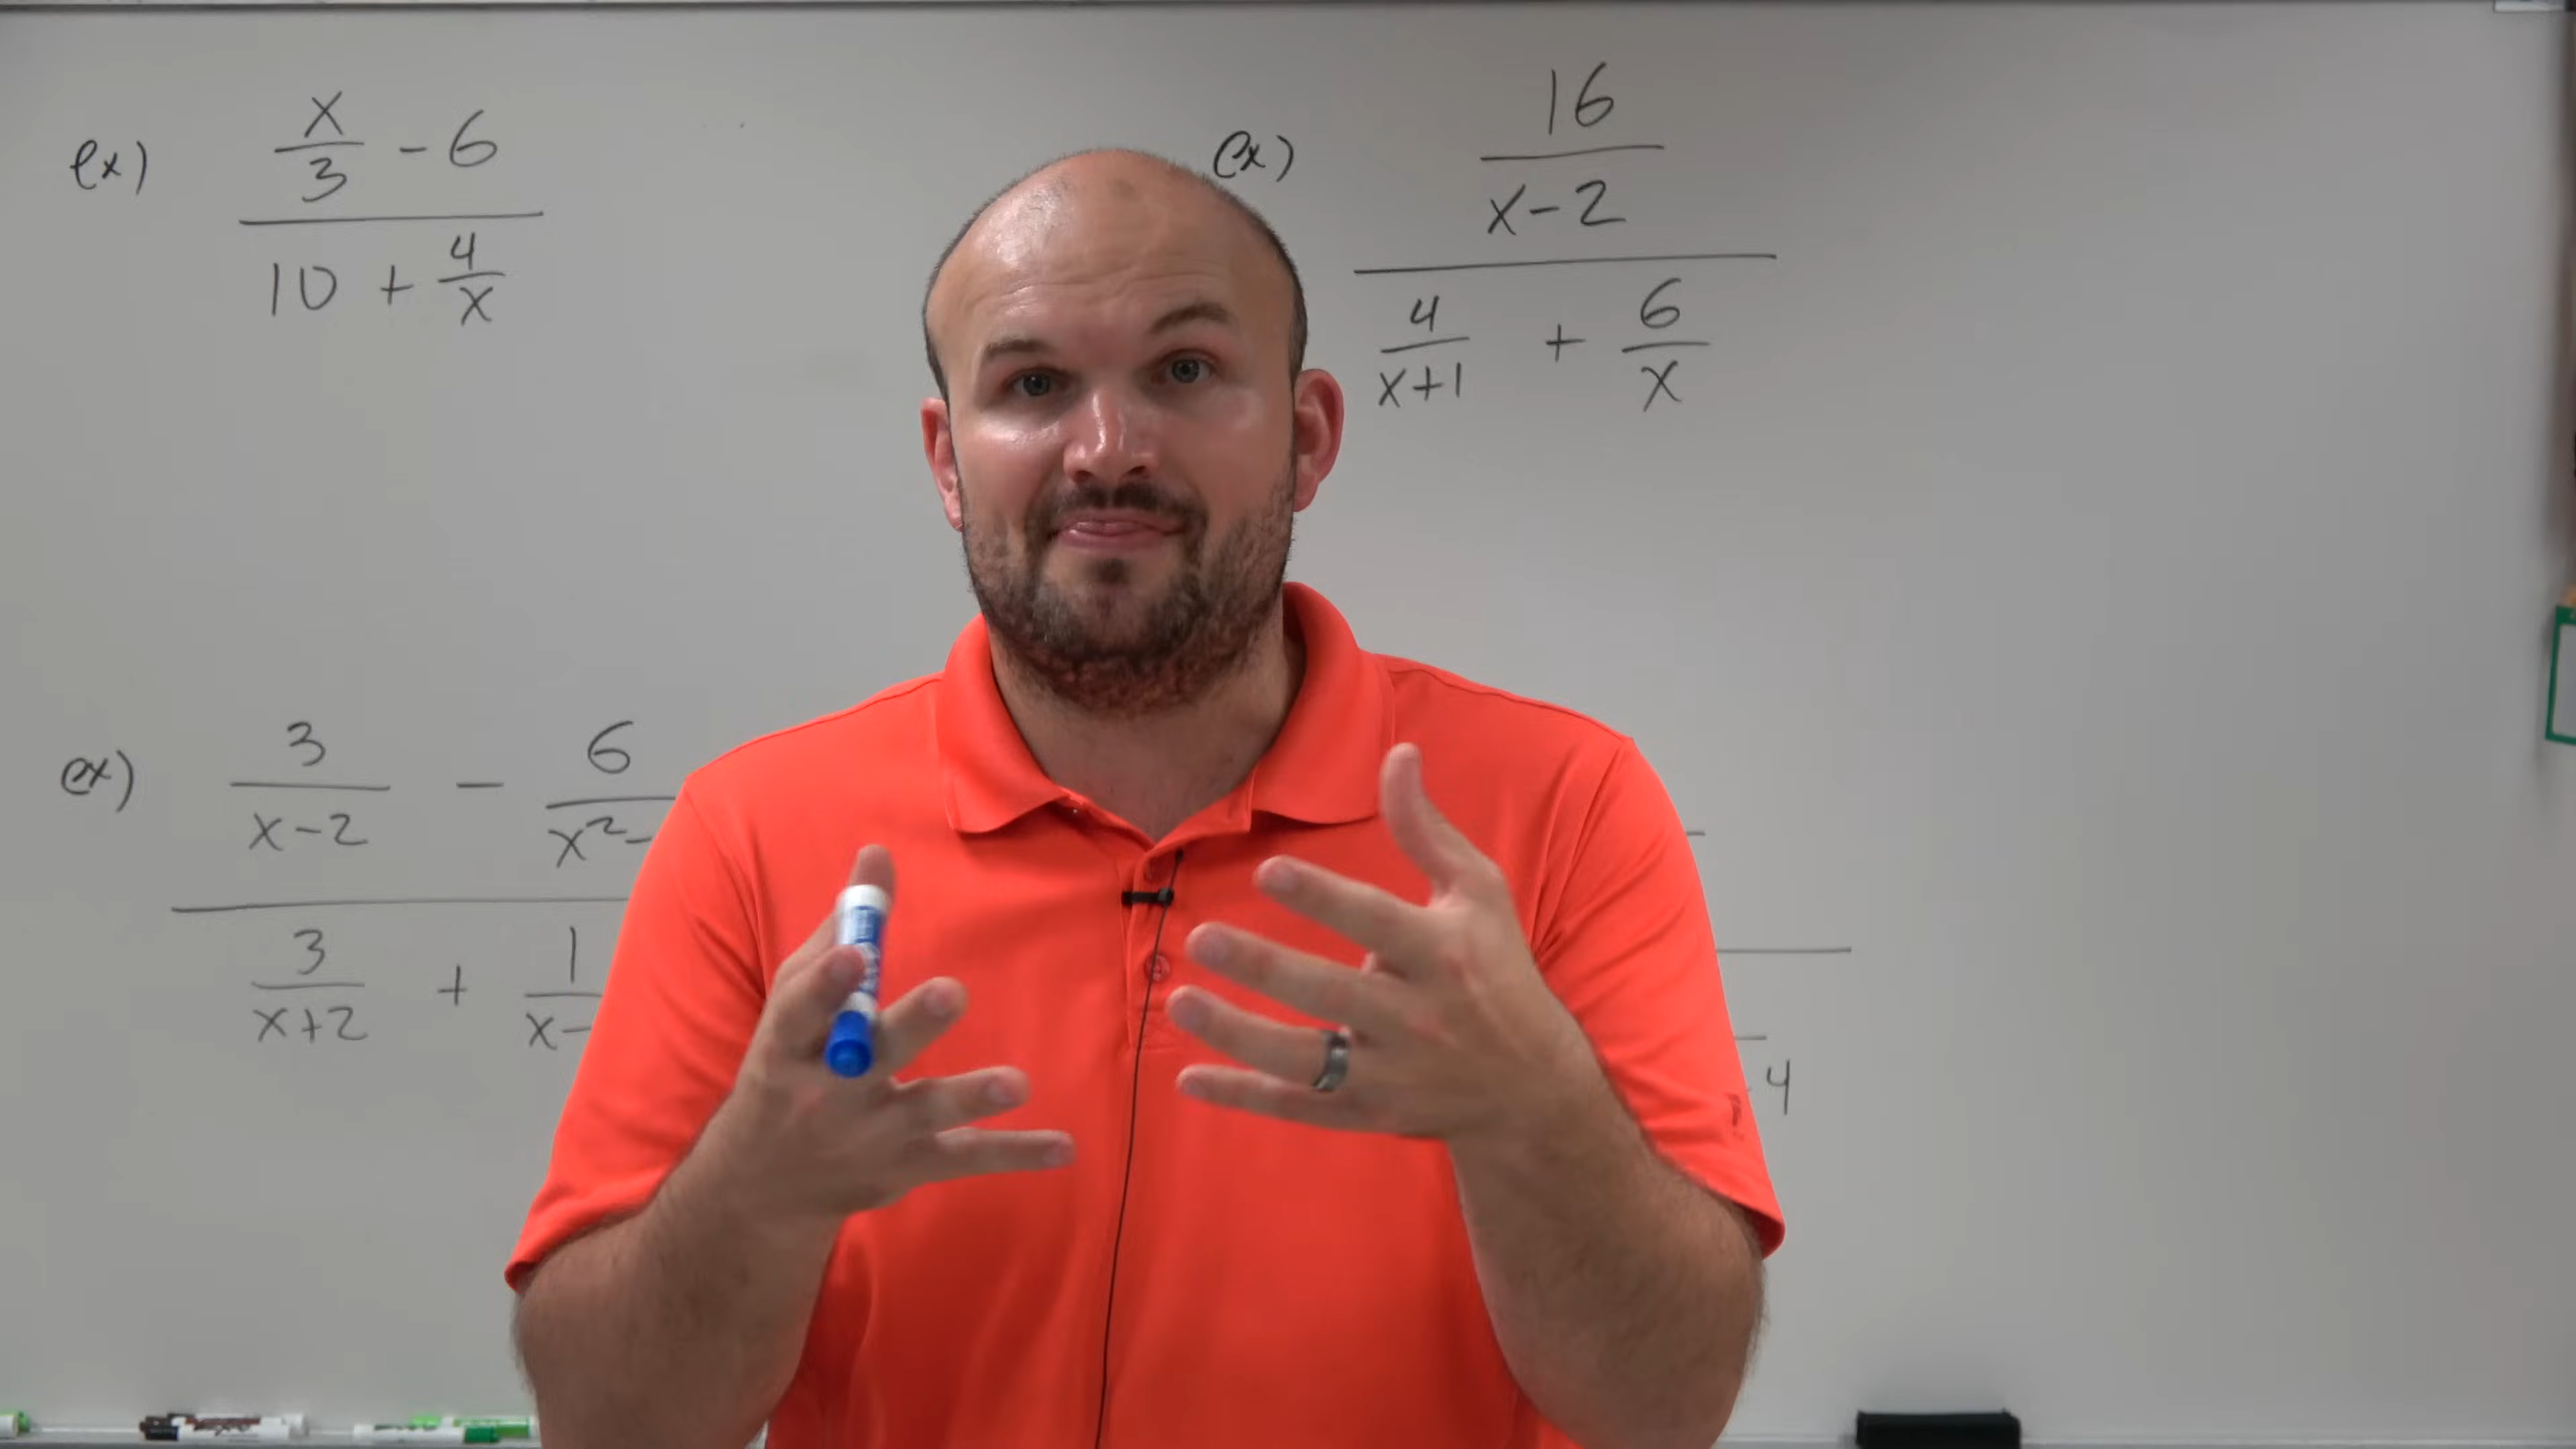 ex) x/3 - 6
10 + 4/x
ex) 16
x-2
4/x+1 + 6/x
ex) 3/x-2 - 6/x²-
3/x+2 + 1/x-
4